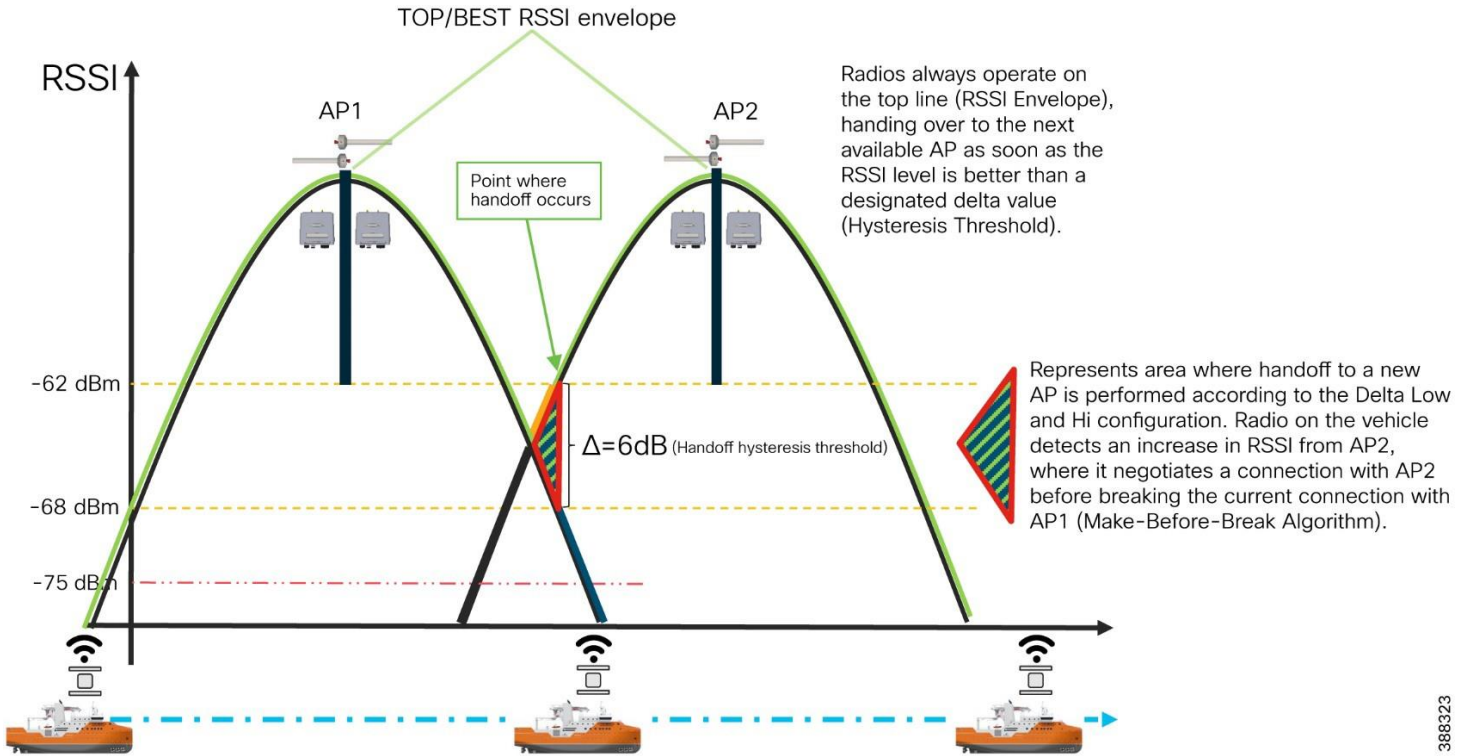 TOP/BEST RSSI envelope
RSSI
AP1
AP2
Radios always operate on
the top line (RSSI Envelope),
handing over to the next
available AP as soon as the
RSSI level is better than a
designated delta value
(Hysteresis Threshold).
Point where
handoff occurs
-62 dBm
Δ=6dB (Handoff hysteresis threshold)
-68 dBm
-75 dBm
Represents area where handoff to a new
AP is performed according to the Delta Low
and Hi configuration. Radio on the vehicle
detects an increase in RSSI from AP2,
where it negotiates a connection with AP2
before breaking the current connection with
AP1 (Make-Before-Break Algorithm).
388323